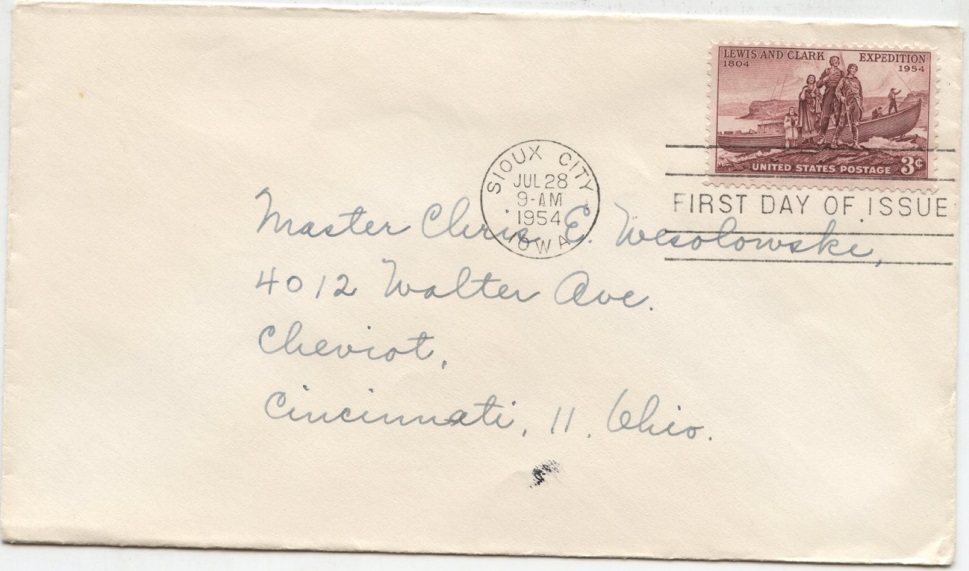 LEWIS AND CLARK EXPEDITION
1804 1954
UNITED STATES POSTAGE 3¢
SIOUX CITY
JUL 28
9-AM
1954
IOWA
FIRST DAY OF ISSUE
Master Chris E. Wesolowski,
4012 Walter Ave.
Cheviot,
Cincinnati, 11. Ohio.